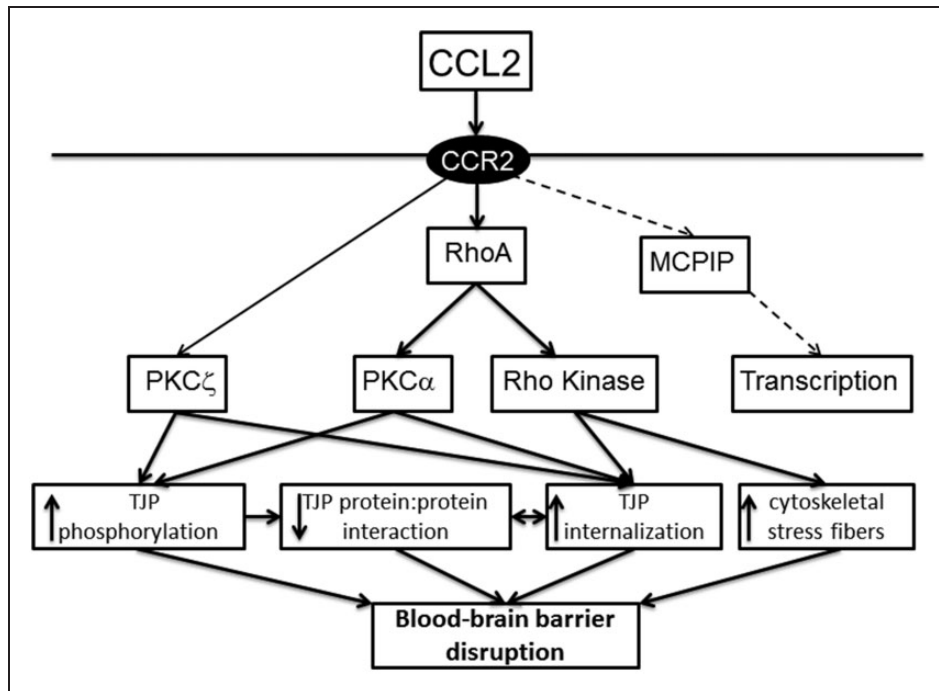 CCL2
CCR2
RhoA
MCPIP
PKCζ
PKCα
Rho Kinase
Transcription
TJP
phosphorylation
TJP protein:protein
interaction
TJP
internalization
cytoskeletal
stress fibers
Blood-brain barrier
disruption